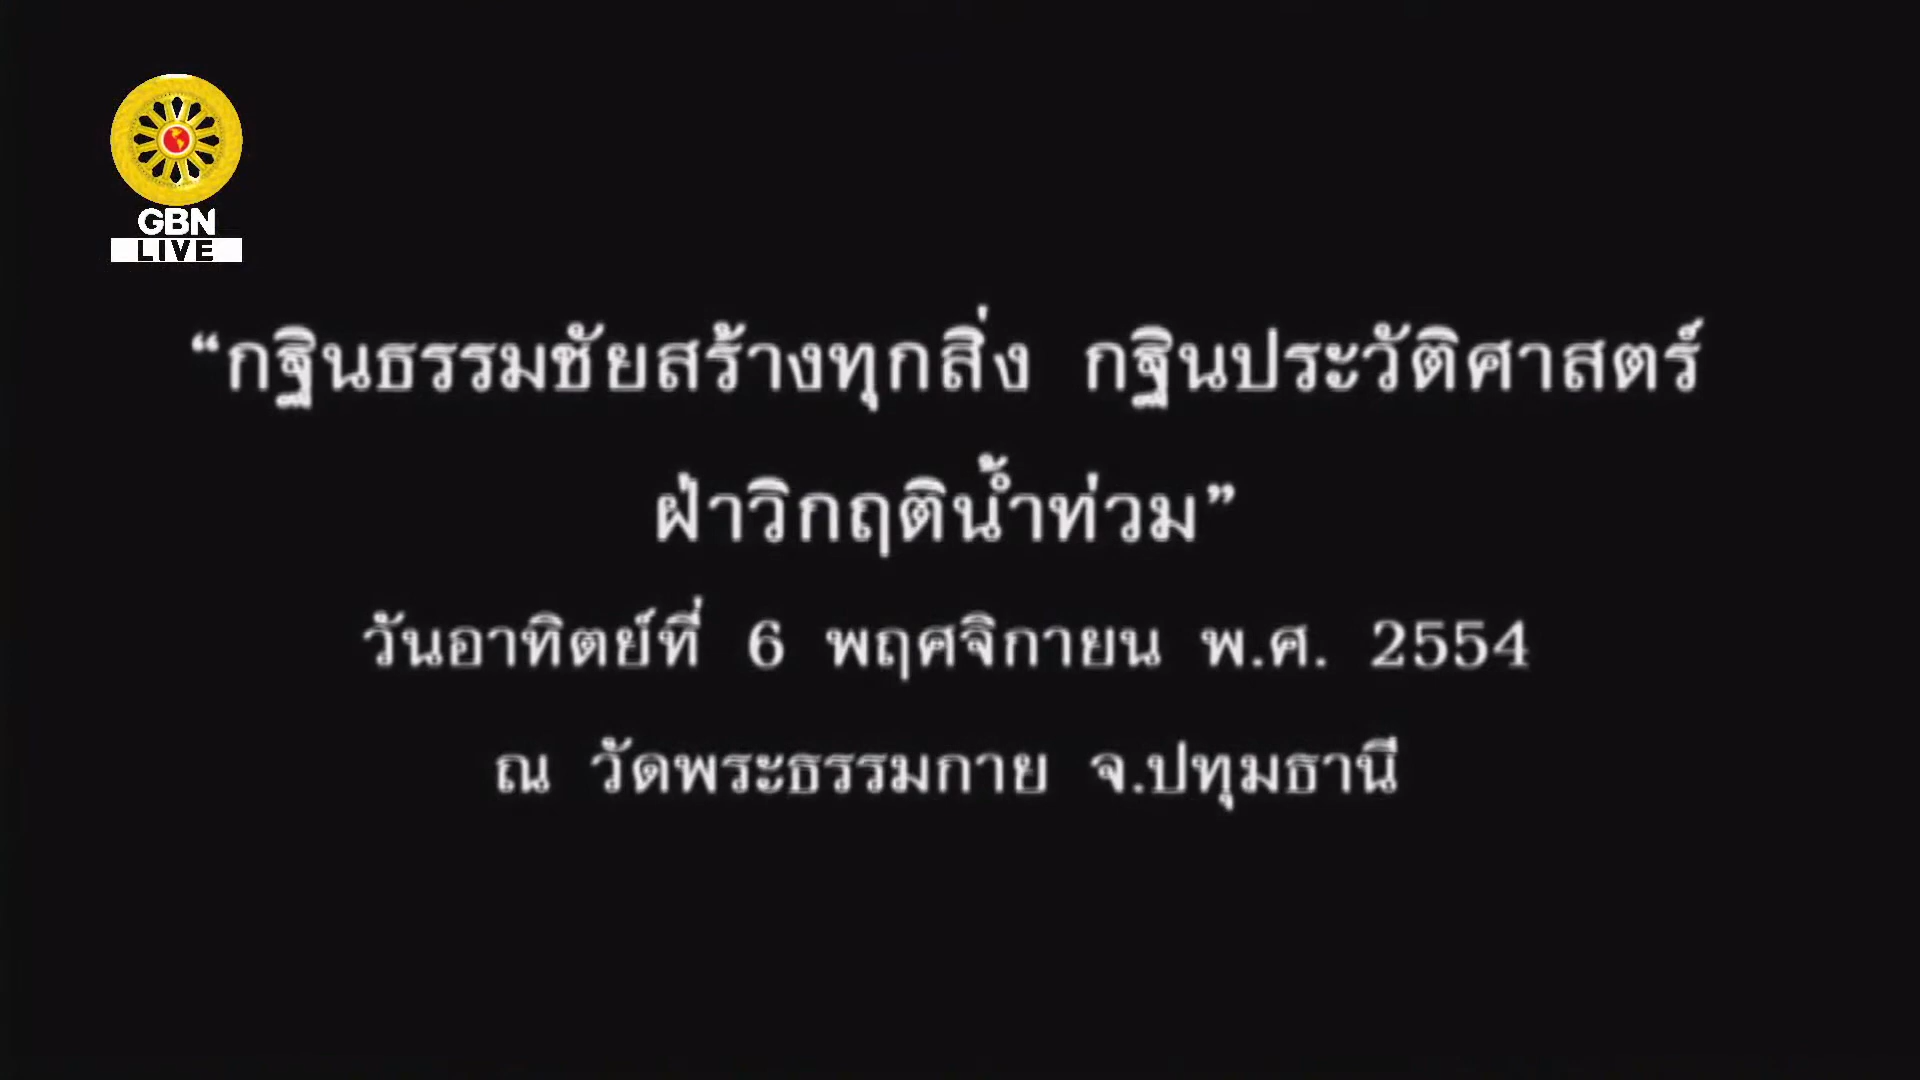 GBN
LIVE
“กฐินธรรมชัยสร้างทุกสิ่ง กฐินประวัติศาสตร์
ฝ่าวิกฤติน้ำท่วม”
วันอาทิตย์ที่ 6 พฤศจิกายน พ.ศ. 2554
ณ วัดพระธรรมกาย จ.ปทุมธานี